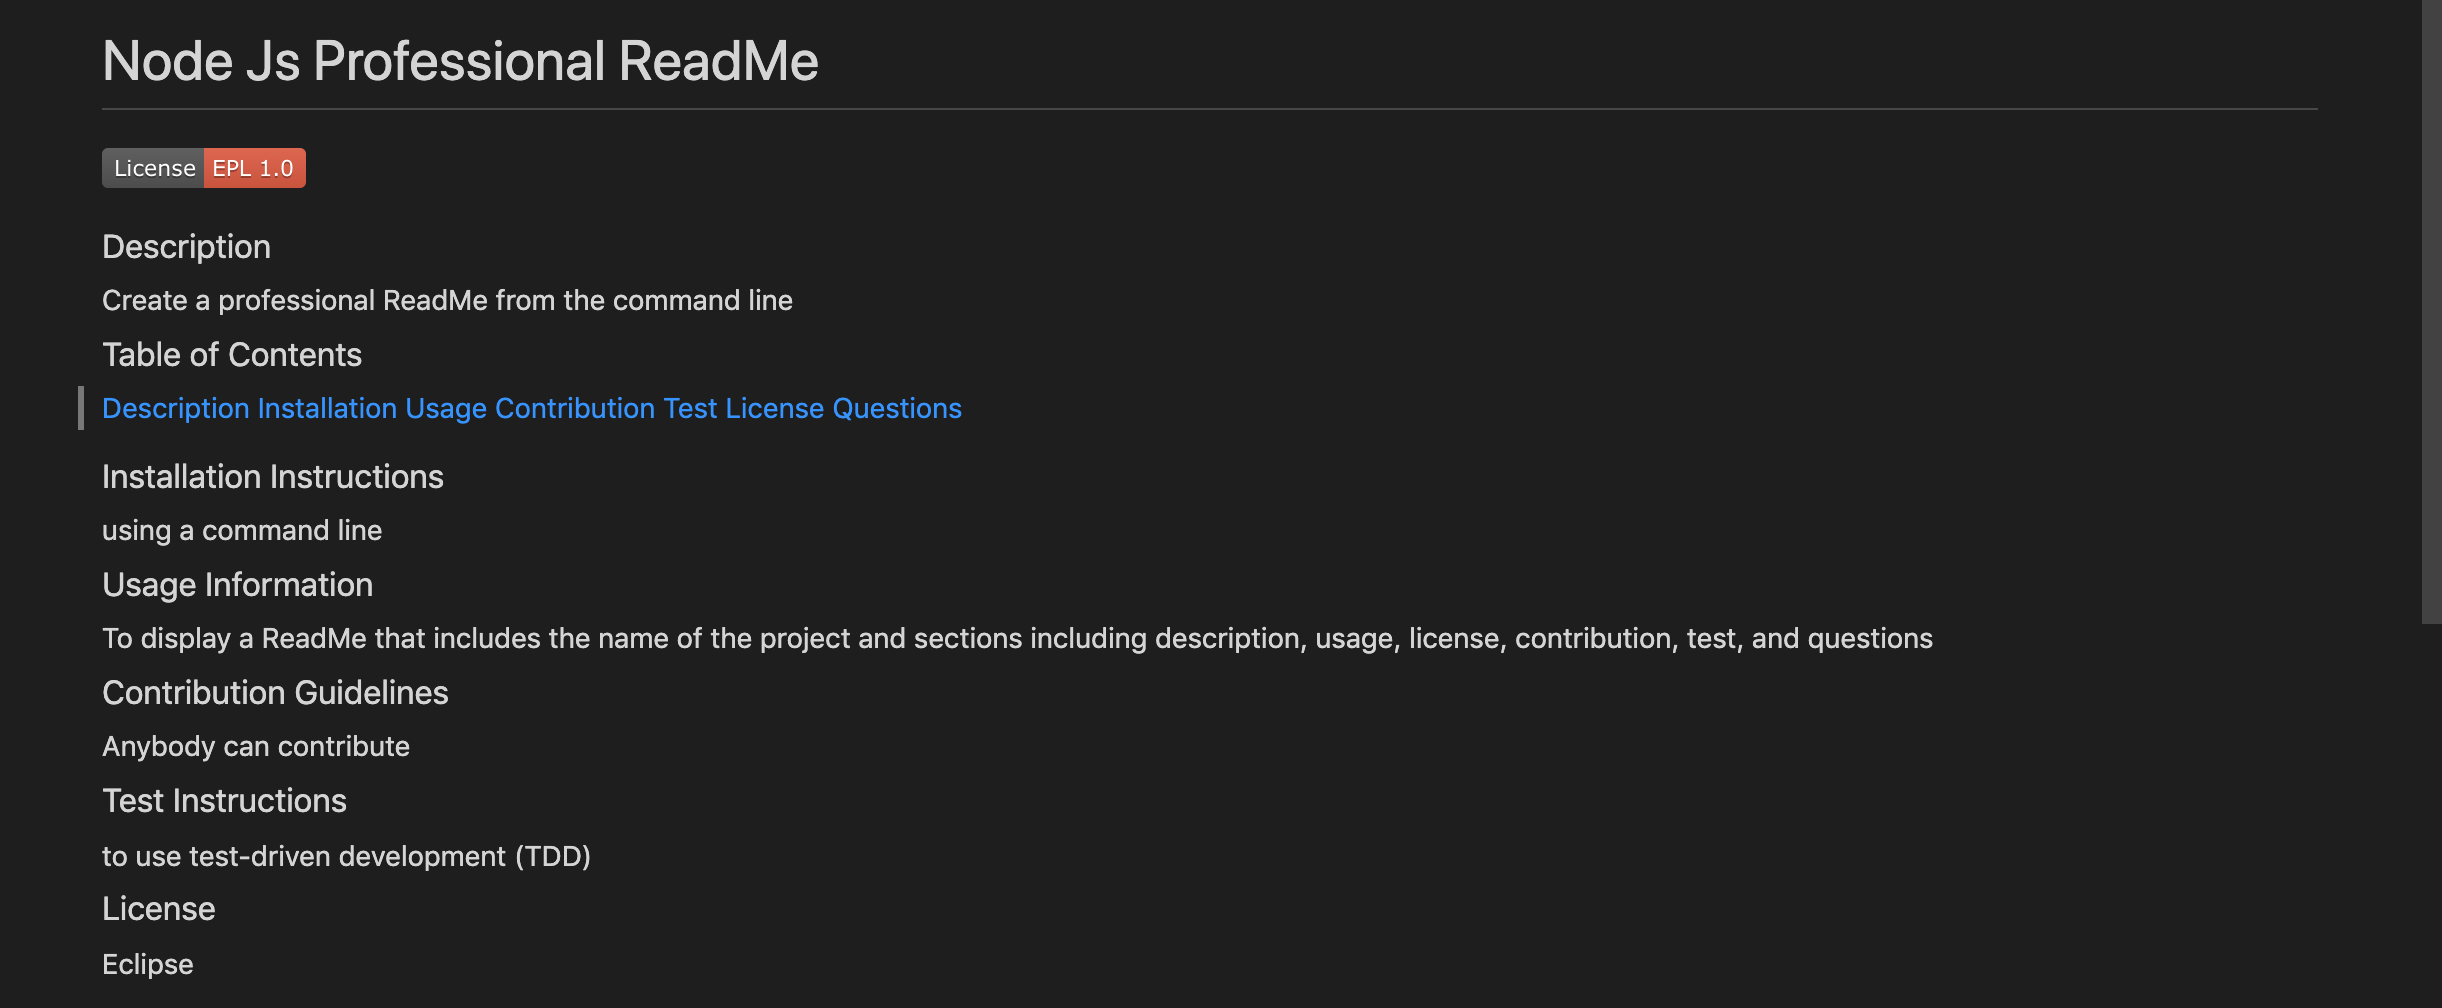 Node Js Professional ReadMe
License EPL 1.0
Description
Create a professional ReadMe from the command line
Table of Contents
Description Installation Usage Contribution Test License Questions
Installation Instructions
using a command line
Usage Information
To display a ReadMe that includes the name of the project and sections including description, usage, license, contribution, test, and questions
Contribution Guidelines
Anybody can contribute
Test Instructions
to use test-driven development (TDD)
License
Eclipse